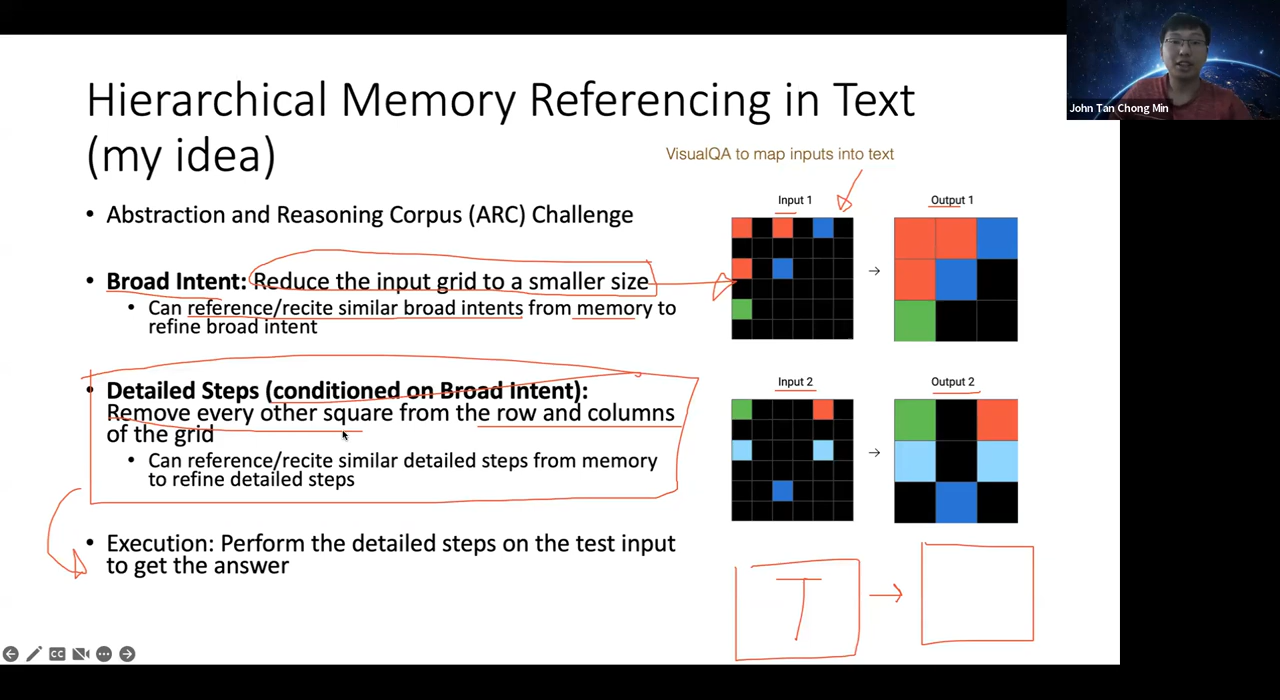 Hierarchical Memory Referencing in Text
(my idea)
John Tan Chong Min
VisualQA to map inputs into text
• Abstraction and Reasoning Corpus (ARC) Challenge
• Broad Intent: Reduce the input grid to a smaller size
• Can reference/recite similar broad intents from memory to
refine broad intent
• Detailed Steps (conditioned on Broad Intent):
Remove every other square from the row and columns
of the grid
• Can reference/recite similar detailed steps from memory
to refine detailed steps
• Execution: Perform the detailed steps on the test input
to get the answer
Input 1
→
Output 1
Input 2
→
Output 2
T
CC